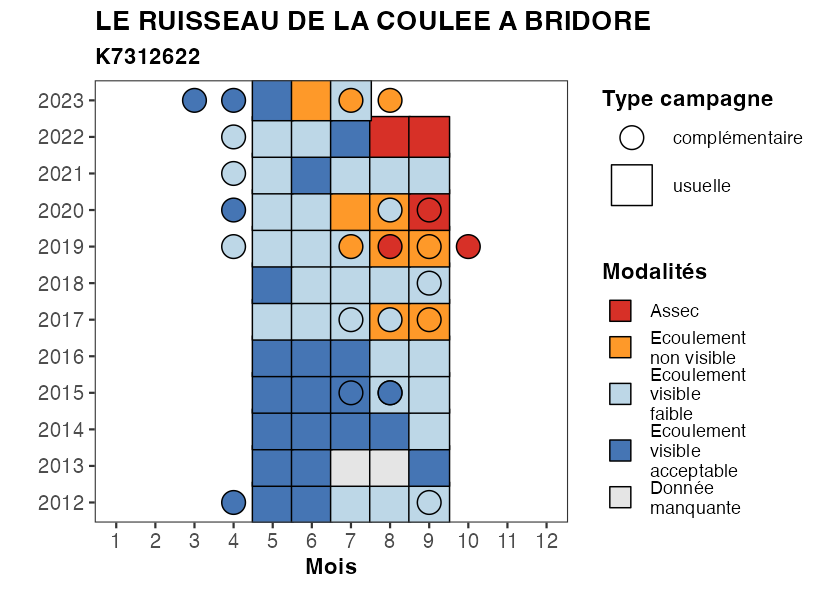 LE RUISSEAU DE LA COULEE A BRIDORE
K7312622
2023
2022
2021
2020
2019
2018
2017
2016
2015
2014
2013
2012
1 2 3 4 5 6 7 8 9 10 11 12
Mois
Type campagne
complémentaire
usuelle
Modalités
Assec
Ecoulement
non visible
Ecoulement
visible
faible
Ecoulement
visible
acceptable
Donnée
manquante